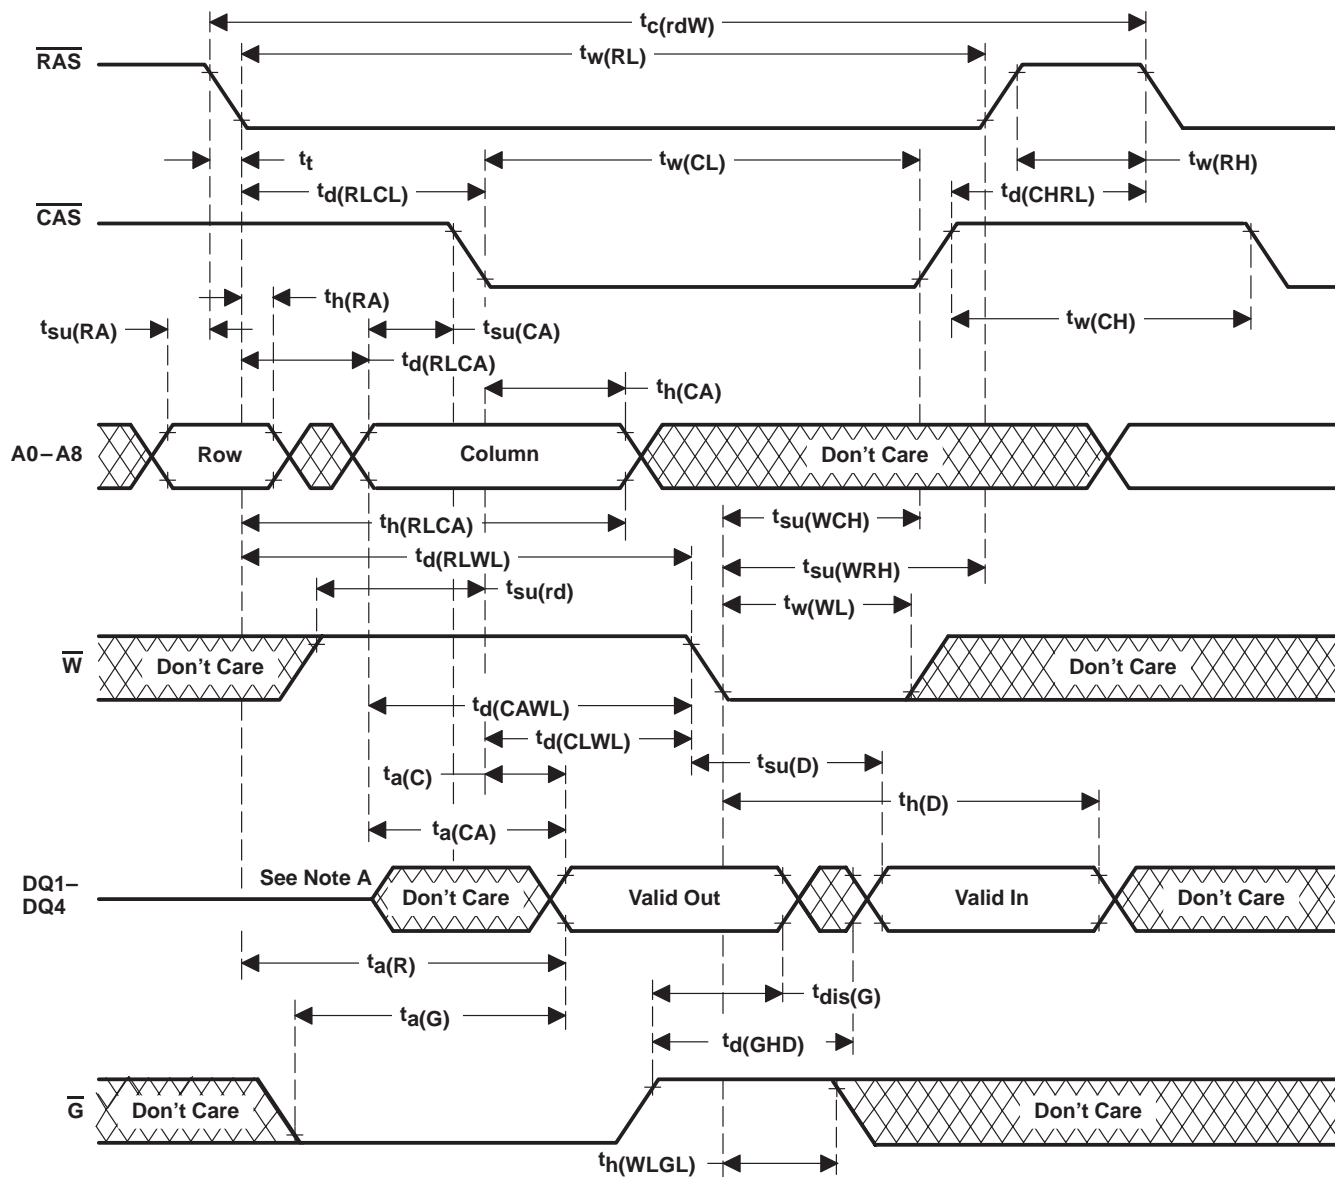 tc(rdW)
RAS
tw(RL)
tt
tw(CL)
tw(RH)
td(RLCL)
td(CHRL)
CAS
th(RA)
tsu(RA)
tsu(CA)
tw(CH)
td(RLCA)
th(CA)
A0–A8
Row
Column
Don't Care
th(RLCA)
tsu(WCH)
td(RLWL)
tsu(WRH)
tsu(rd)
tw(WL)
W
Don't Care
Don't Care
td(CAWL)
td(CLWL)
ta(C)
tsu(D)
th(D)
ta(CA)
See Note A
DQ1–
DQ4
Don't Care
Valid Out
Valid In
Don't Care
ta(R)
tdis(G)
ta(G)
td(GHD)
G
Don't Care
Don't Care
th(WLGL)